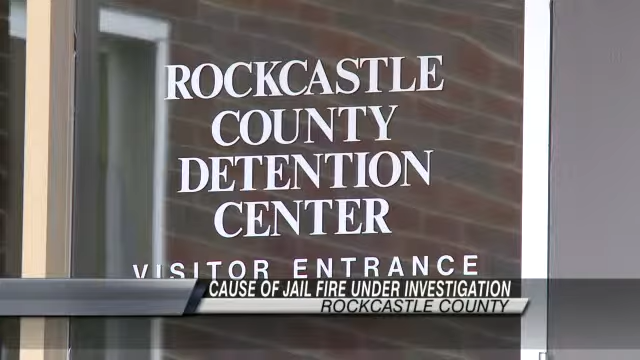 ROCKCASTLE
COUNTY
DETENTION
CENTER
VISITOR ENTRANCE
CAUSE OF JAIL FIRE UNDER INVESTIGATION
ROCKCASTLE COUNTY